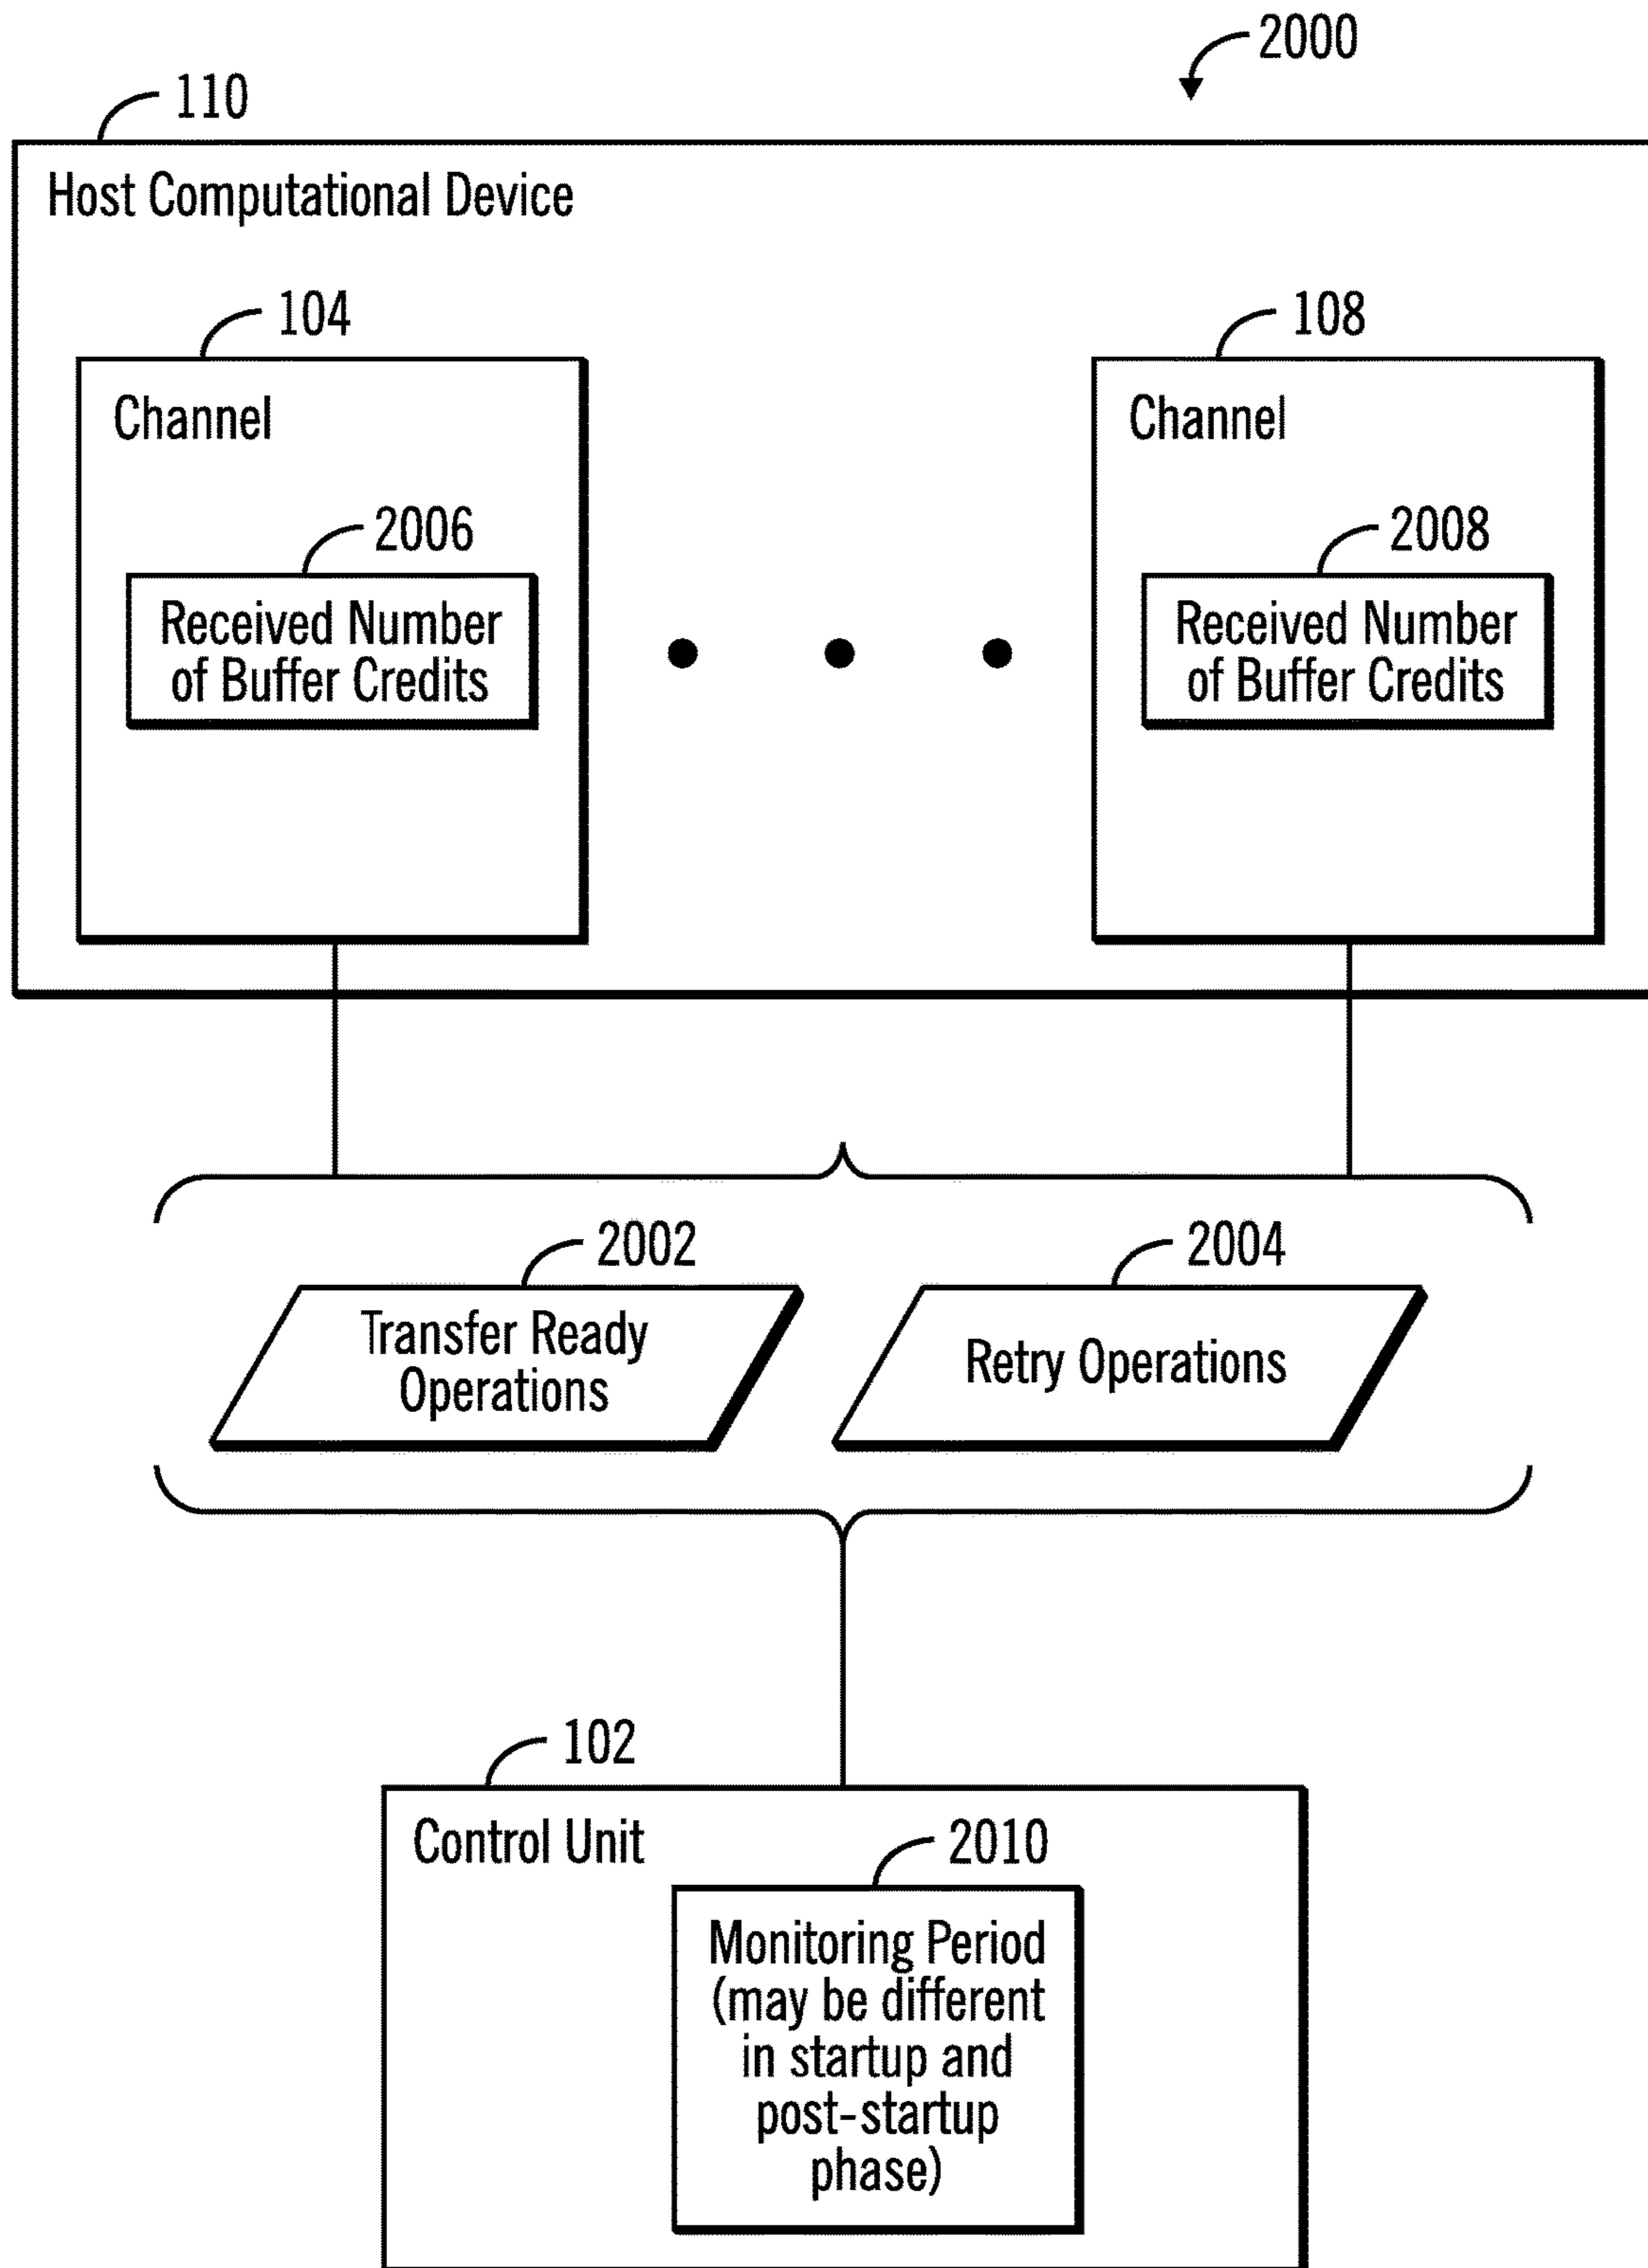 2000
110
Host Computational Device
104
108
Channel
Channel
2006
2008
Received Number
of Buffer Credits
Received Number
of Buffer Credits
2002
2004
Transfer Ready
Operations
Retry Operations
102
Control Unit
2010
Monitoring Period
(may be different
in startup and
post-startup
phase)